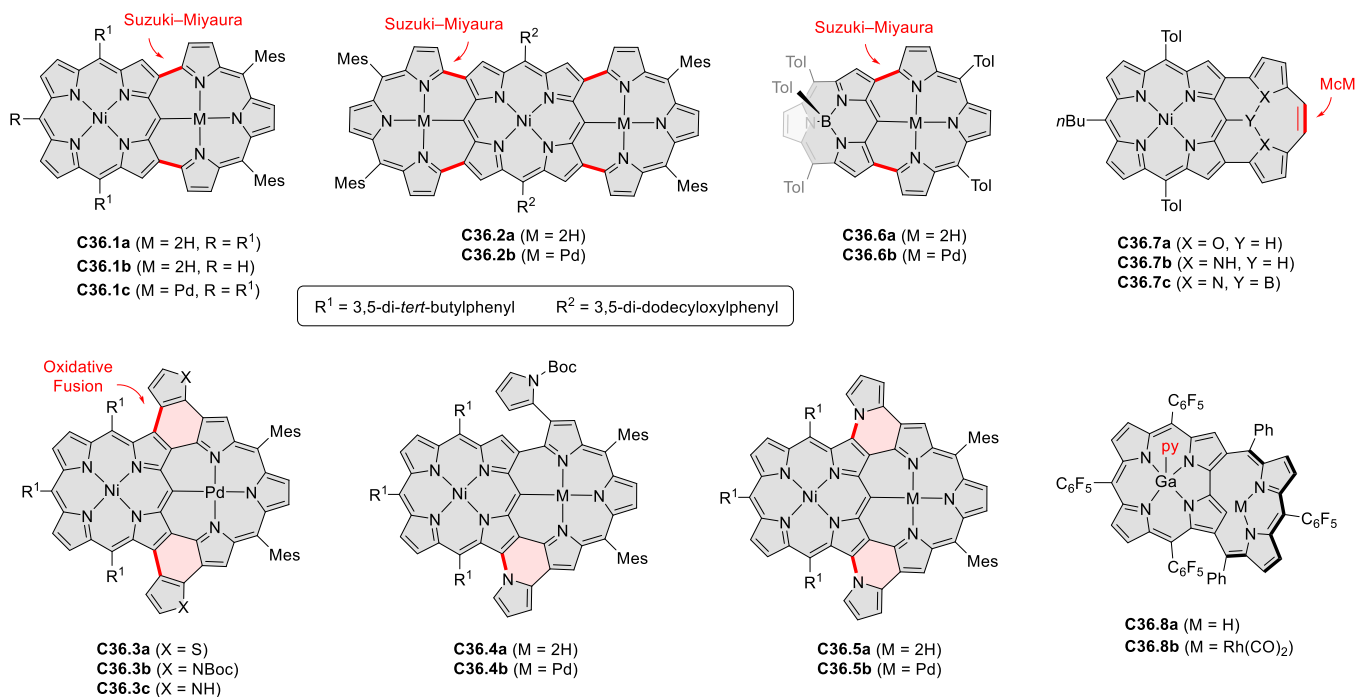 Suzuki–Miyaura
R1
N
N
N
N
Ni
R
R1
N
M
N
N
Mes
Mes
C36.1a (M = 2H, R = R1)
C36.1b (M = 2H, R = H)
C36.1c (M = Pd, R = R1)
Suzuki–Miyaura
R2
Mes
Mes
N
N
N
N
N
M
Ni
M
N
N
N
N
N
Mes
Mes
R2
C36.2a (M = 2H)
C36.2b (M = Pd)
Suzuki–Miyaura
Tol
Tol
Tol
N
N
N
B
M
N
N
N
Tol
Tol
C36.6a (M = 2H)
C36.6b (M = Pd)
Tol
McM
N
N
X
nBu
Ni
Y
N
N
X
Tol
C36.7a (X = O, Y = H)
C36.7b (X = NH, Y = H)
C36.7c (X = N, Y = B)
R1 = 3,5-di-tert-butylphenyl R2 = 3,5-di-dodecyloxylphenyl
Oxidative
Fusion
X
R1
Mes
N
N
N
R1
Ni
Pd
N
N
N
N
R1
Mes
X
C36.3a (X = S)
C36.3b (X = NBoc)
C36.3c (X = NH)
N
Boc
R1
Mes
N
N
N
R1
Ni
M
N
N
N
N
R1
Mes
N
C36.4a (M = 2H)
C36.4b (M = Pd)
N
R1
Mes
N
N
N
R1
Ni
M
N
N
N
N
R1
Mes
N
C36.5a (M = 2H)
C36.5b (M = Pd)
C6F5
Ph
py
N
N
Ga
N
M
C6F5
C6F5
N
N
N
C6F5
Ph
C36.8a (M = H)
C36.8b (M = Rh(CO)2)